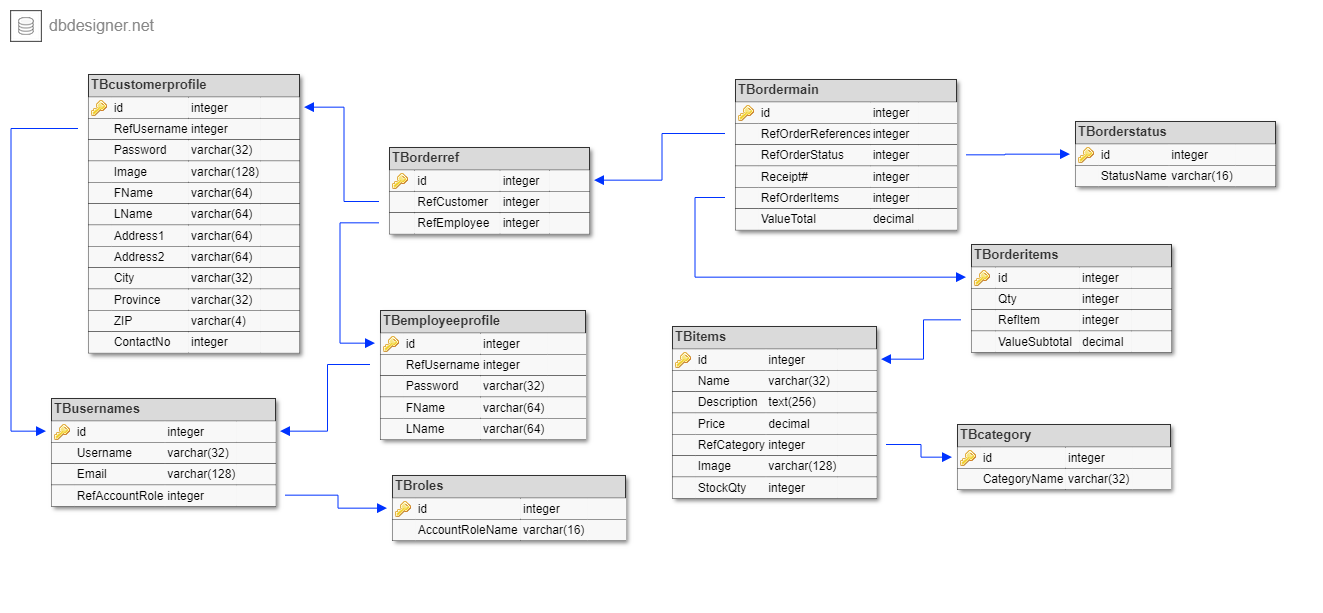 dbdesigner.net
TBcustomerprofile
id integer
RefUsername integer
Password varchar(32)
Image varchar(128)
FName varchar(64)
LName varchar(64)
Address1 varchar(64)
Address2 varchar(64)
City varchar(32)
Province varchar(32)
ZIP varchar(4)
ContactNo integer
TBorderref
id integer
RefCustomer integer
RefEmployee integer
TBordermain
id integer
RefOrderReferences integer
RefOrderStatus integer
Receipt# integer
RefOrderItems integer
ValueTotal decimal
TBorderstatus
id integer
StatusName varchar(16)
TBorderitems
id integer
Qty integer
RefItem integer
ValueSubtotal decimal
TBemployeeprofile
id integer
RefUsername integer
Password varchar(32)
FName varchar(64)
LName varchar(64)
TBitems
id integer
Name varchar(32)
Description text(256)
Price decimal
RefCategory integer
Image varchar(128)
StockQty integer
TBusernames
id integer
Username varchar(32)
Email varchar(128)
RefAccountRole integer
TBroles
id integer
AccountRoleName varchar(16)
TBcategory
id integer
CategoryName varchar(32)